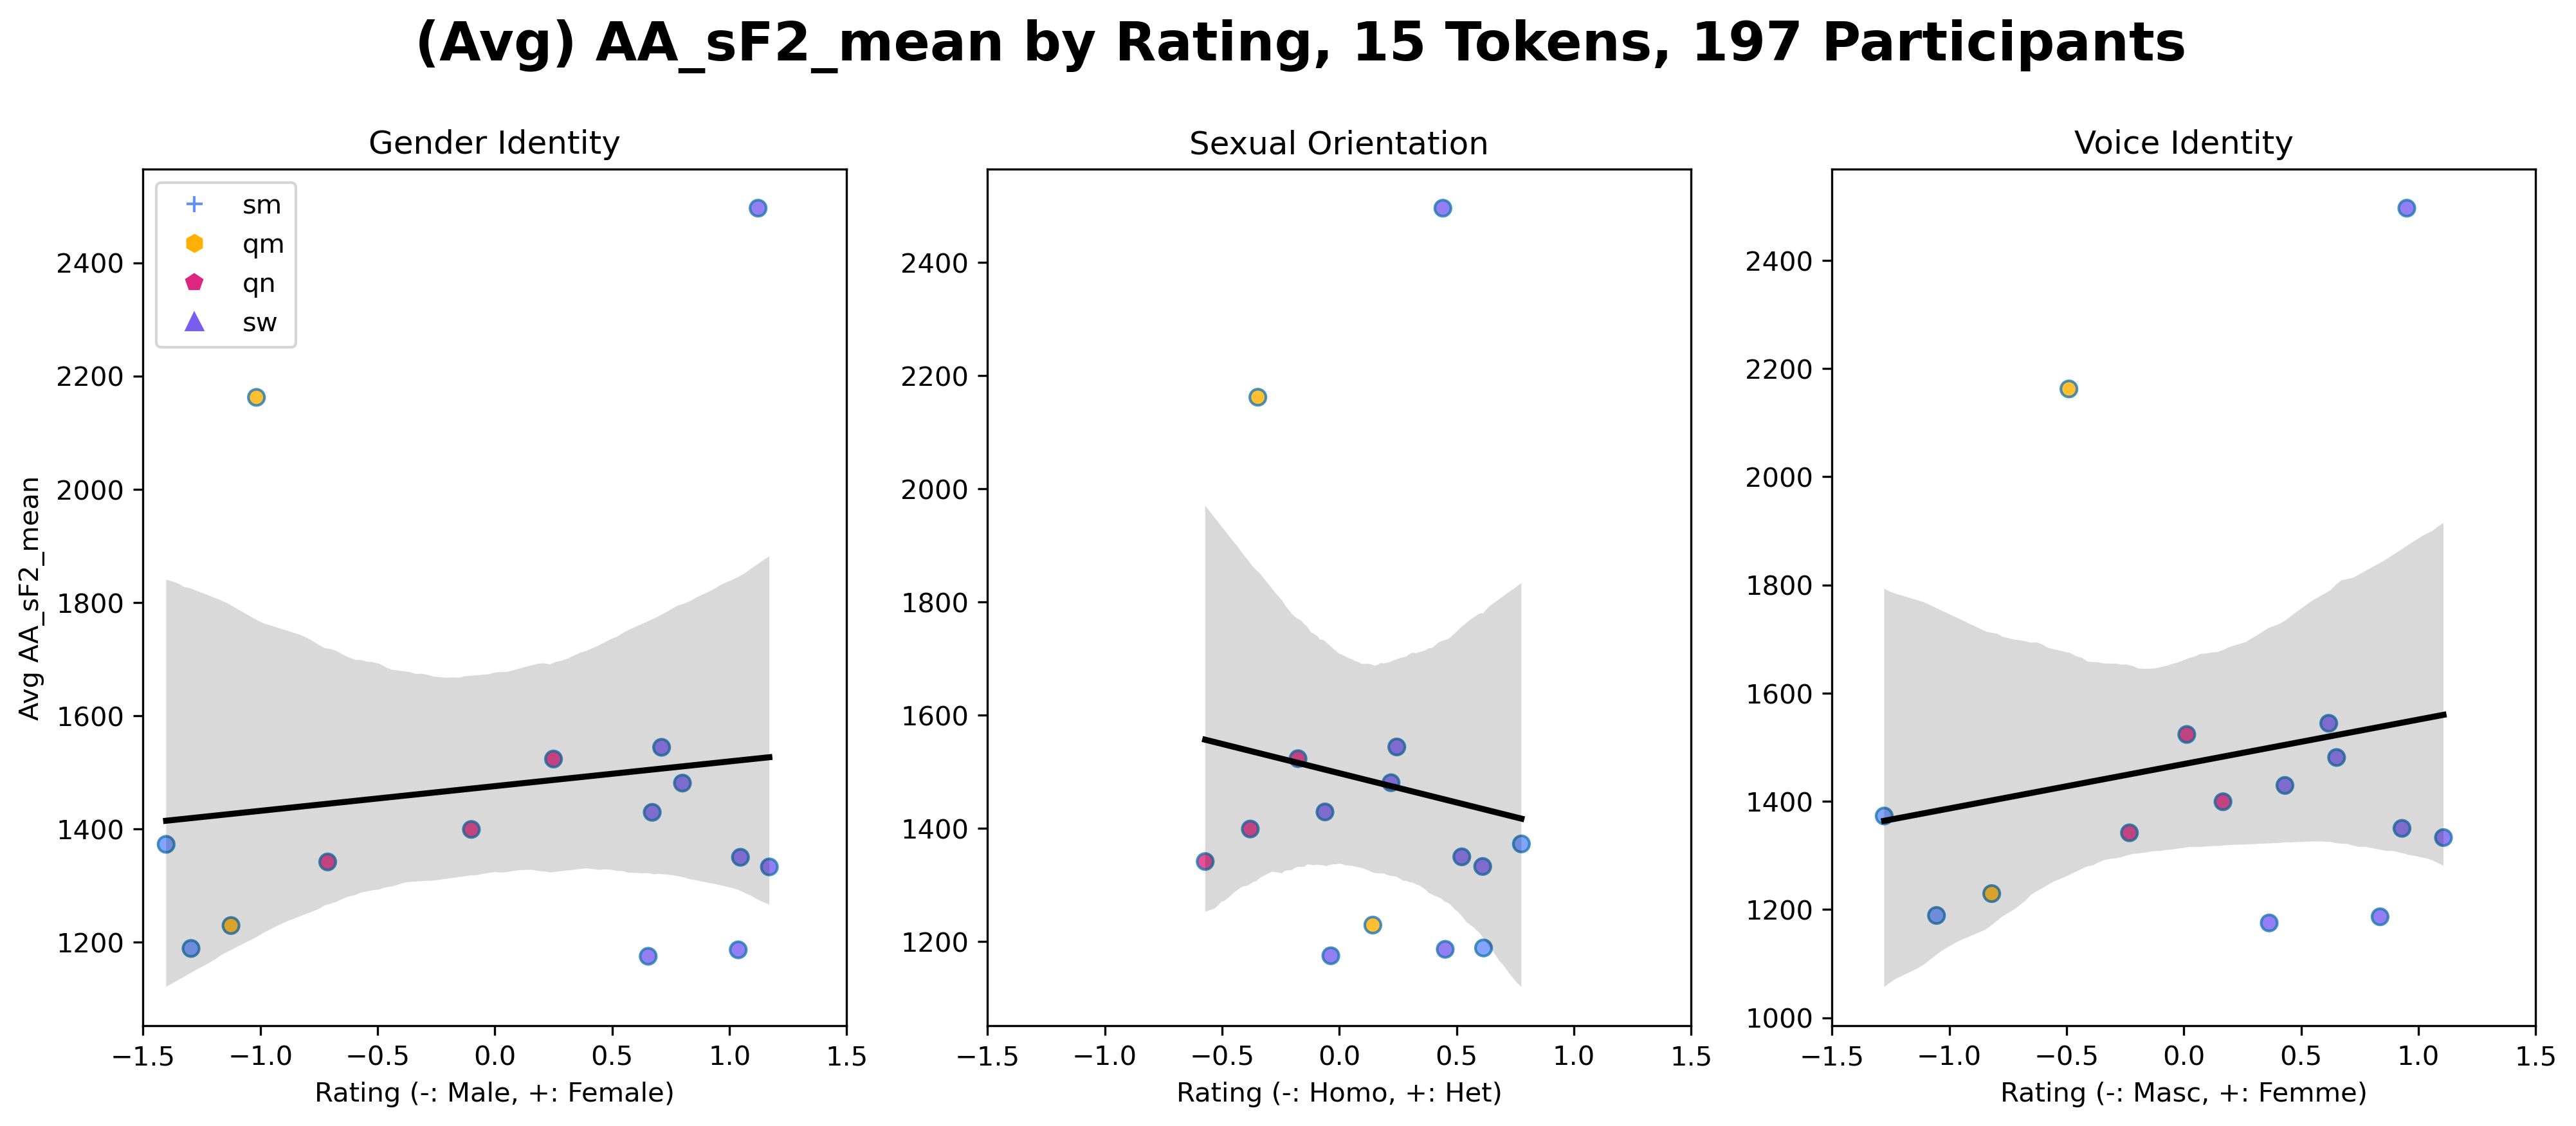 (Avg) AA_sF2_mean by Rating, 15 Tokens, 197 Participants
Gender Identity
sm
qm
qn
sw
Avg AA_sF2_mean
2400
2200
2000
1800
1600
1400
1200
−1.5 −1.0 −0.5 0.0 0.5 1.0 1.5
Rating (-: Male, +: Female)
Sexual Orientation
2400
2200
2000
1800
1600
1400
1200
−1.5 −1.0 −0.5 0.0 0.5 1.0 1.5
Rating (-: Homo, +: Het)
Voice Identity
2400
2200
2000
1800
1600
1400
1200
1000
−1.5 −1.0 −0.5 0.0 0.5 1.0 1.5
Rating (-: Masc, +: Femme)